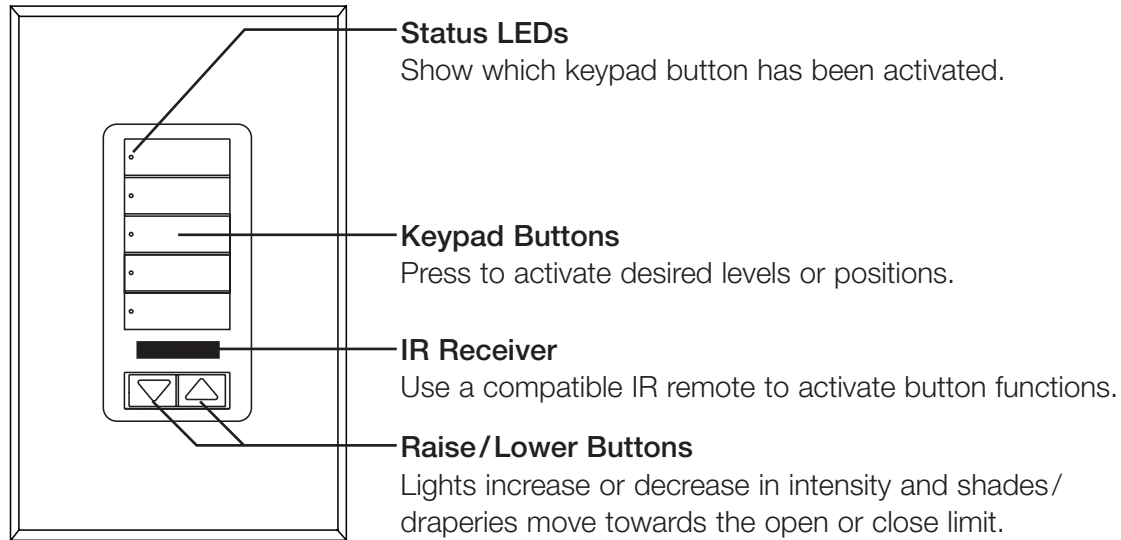 Status LEDs
Show which keypad button has been activated.
Keypad Buttons
Press to activate desired levels or positions.
IR Receiver
Use a compatible IR remote to activate button functions.
Raise/Lower Buttons
Lights increase or decrease in intensity and shades/
draperies move towards the open or close limit.